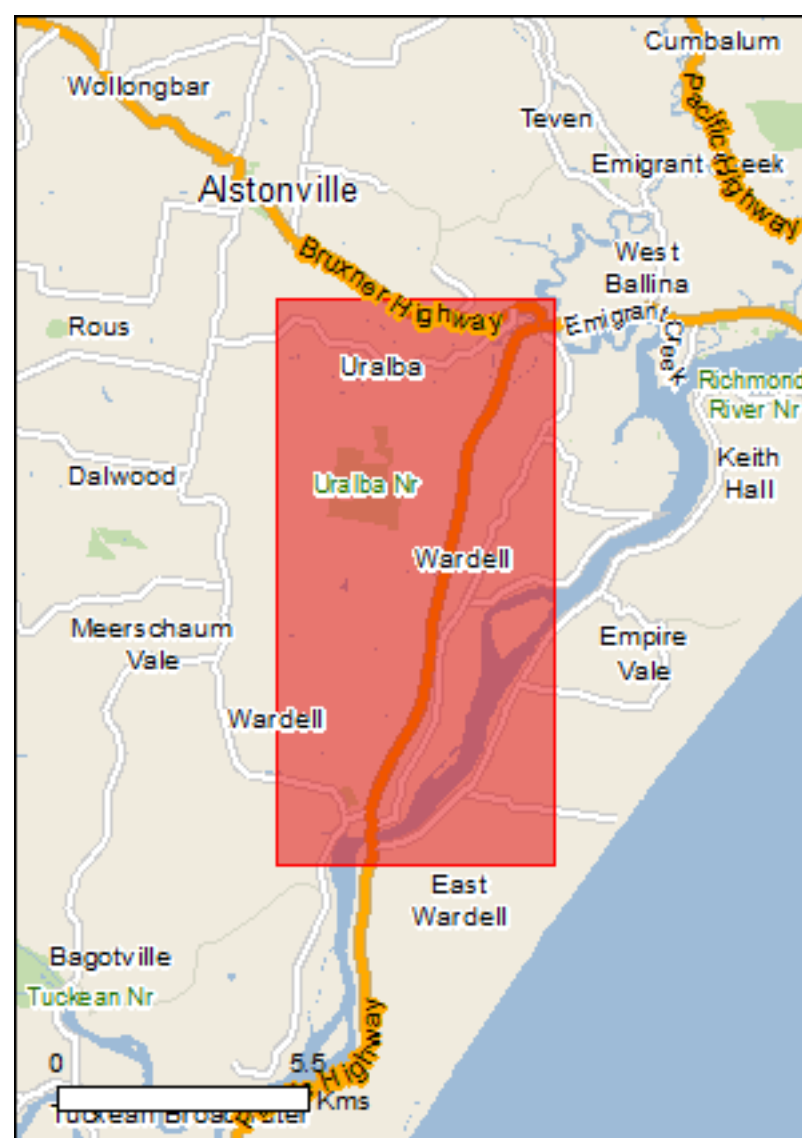 Cumbalum
Wollongbar
Pacific Highway
Teven
Emigrant Creek
Alstonville
West
Ballina
Bruxner Highway
Emigrant Creek
Rous
Uralba
Richmond
River Nr
Keith
Hall
Dalwood
Uralba Nr
Wardell
Meerschaum
Vale
Empire
Vale
Wardell
East
Wardell
Bagotville
Tuckean Nr
0
5.5
Kms
Highway
Tuckean